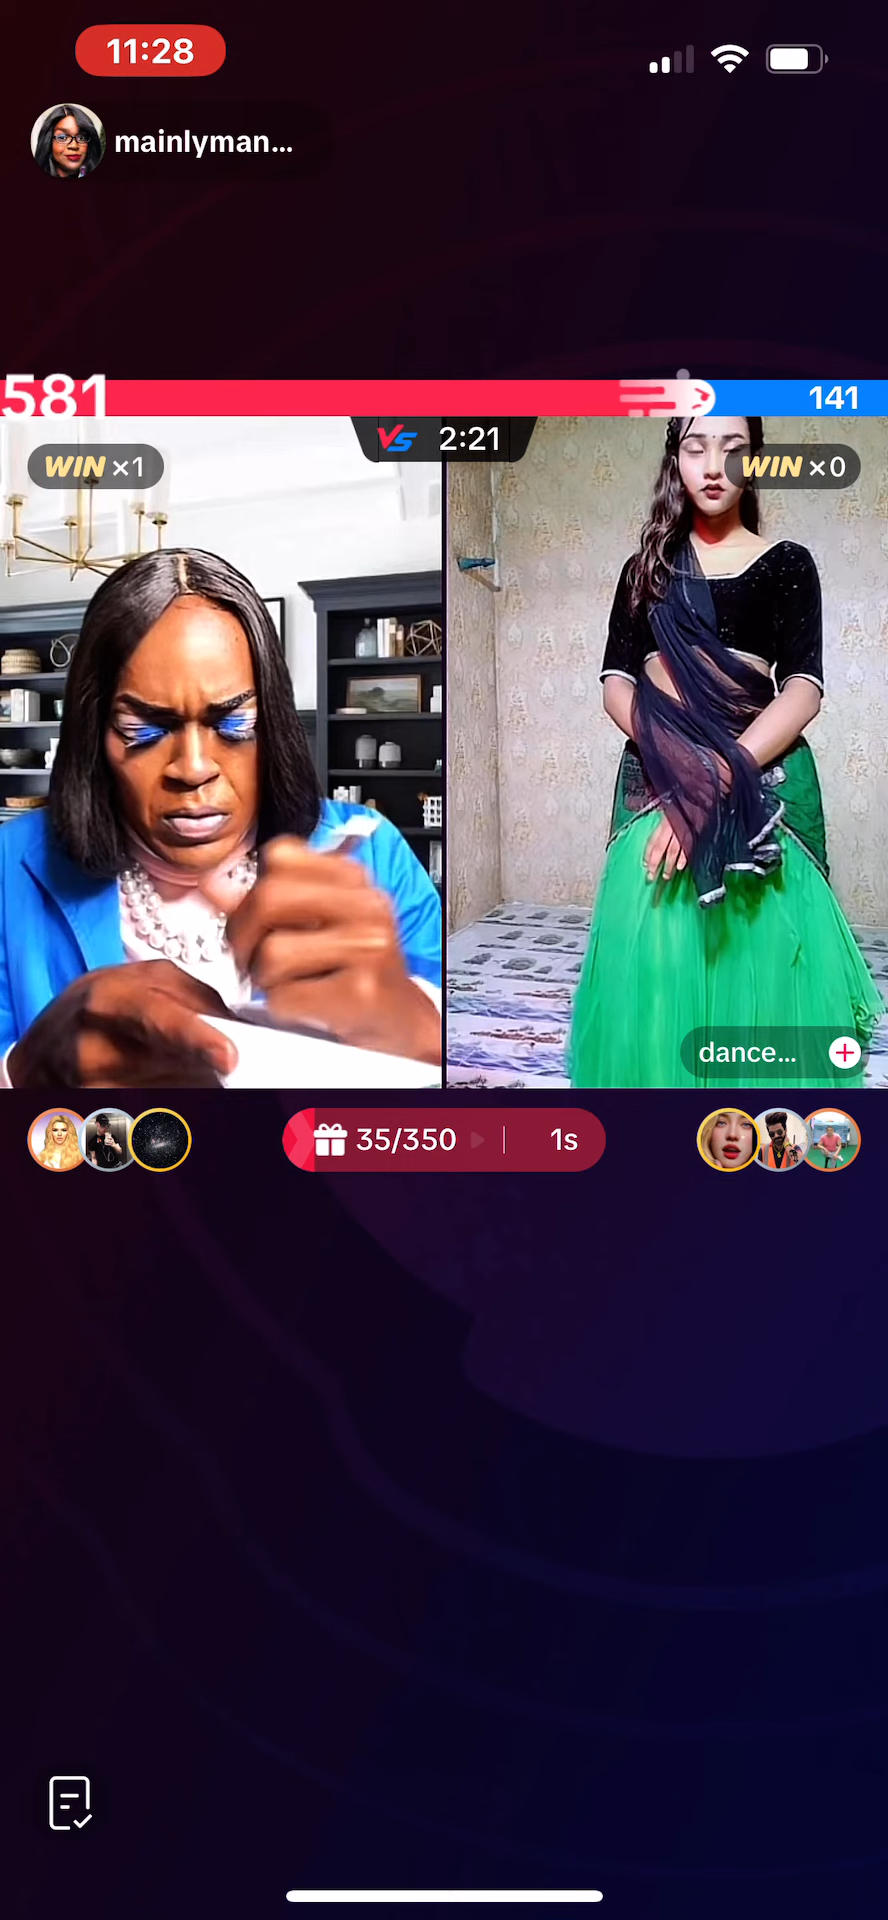 11:28
mainlyman...
581
141
WIN ×1
VS 2:21
WIN ×0
dance...
35/350
1s